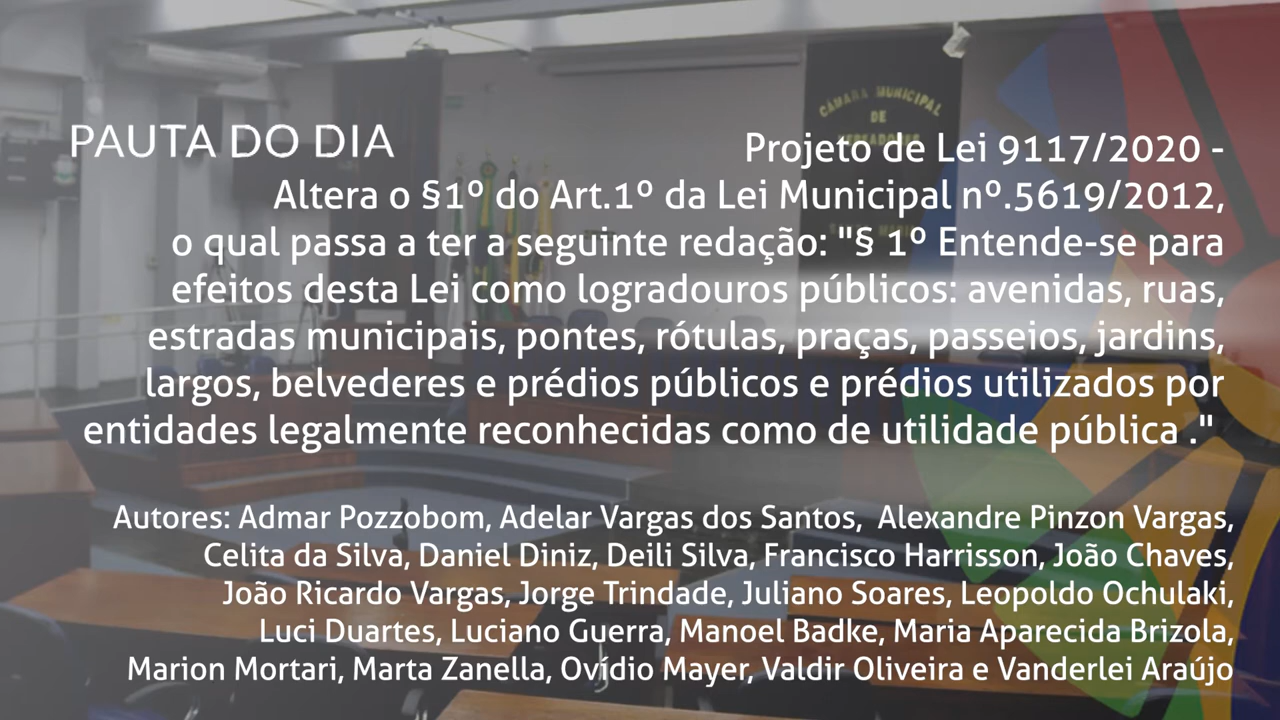 CÂMARA MUNICIPAL
DE
VEREADORES
PAUTA DO DIA
Projeto de Lei 9117/2020 -
Altera o §1º do Art.1º da Lei Municipal nº.5619/2012,
o qual passa a ter a seguinte redação: "§ 1º Entende-se para
efeitos desta Lei como logradouros públicos: avenidas, ruas,
estradas municipais, pontes, rótulas, praças, passeios, jardins,
largos, belvederes e prédios públicos e prédios utilizados por
entidades legalmente reconhecidas como de utilidade pública ."
Autores: Admar Pozzobom, Adelar Vargas dos Santos, Alexandre Pinzon Vargas,
Celita da Silva, Daniel Diniz, Deili Silva, Francisco Harrisson, João Chaves,
João Ricardo Vargas, Jorge Trindade, Juliano Soares, Leopoldo Ochulaki,
Luci Duartes, Luciano Guerra, Manoel Badke, Maria Aparecida Brizola,
Marion Mortari, Marta Zanella, Ovídio Mayer, Valdir Oliveira e Vanderlei Araújo